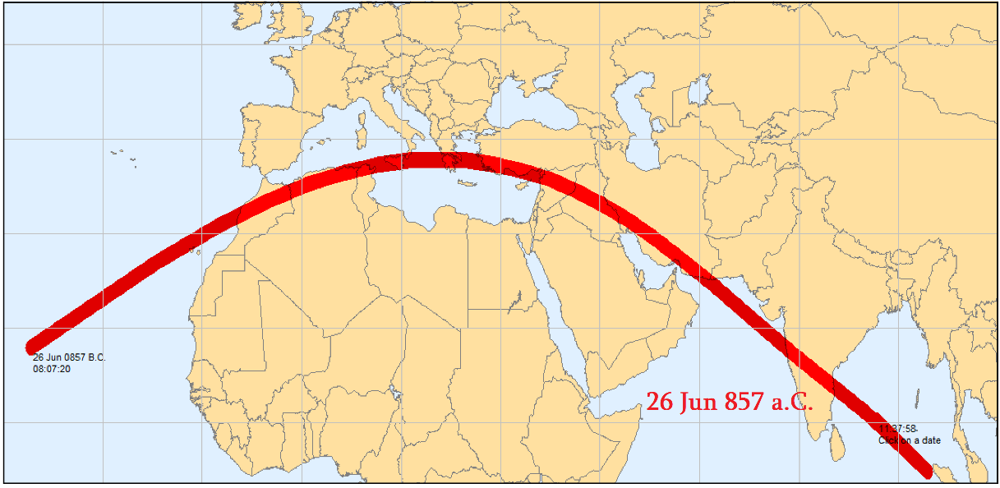 26 Jun 0857 B.C.
08:07:20
26 Jun 857 a.C.
11:37:58
Click on a date